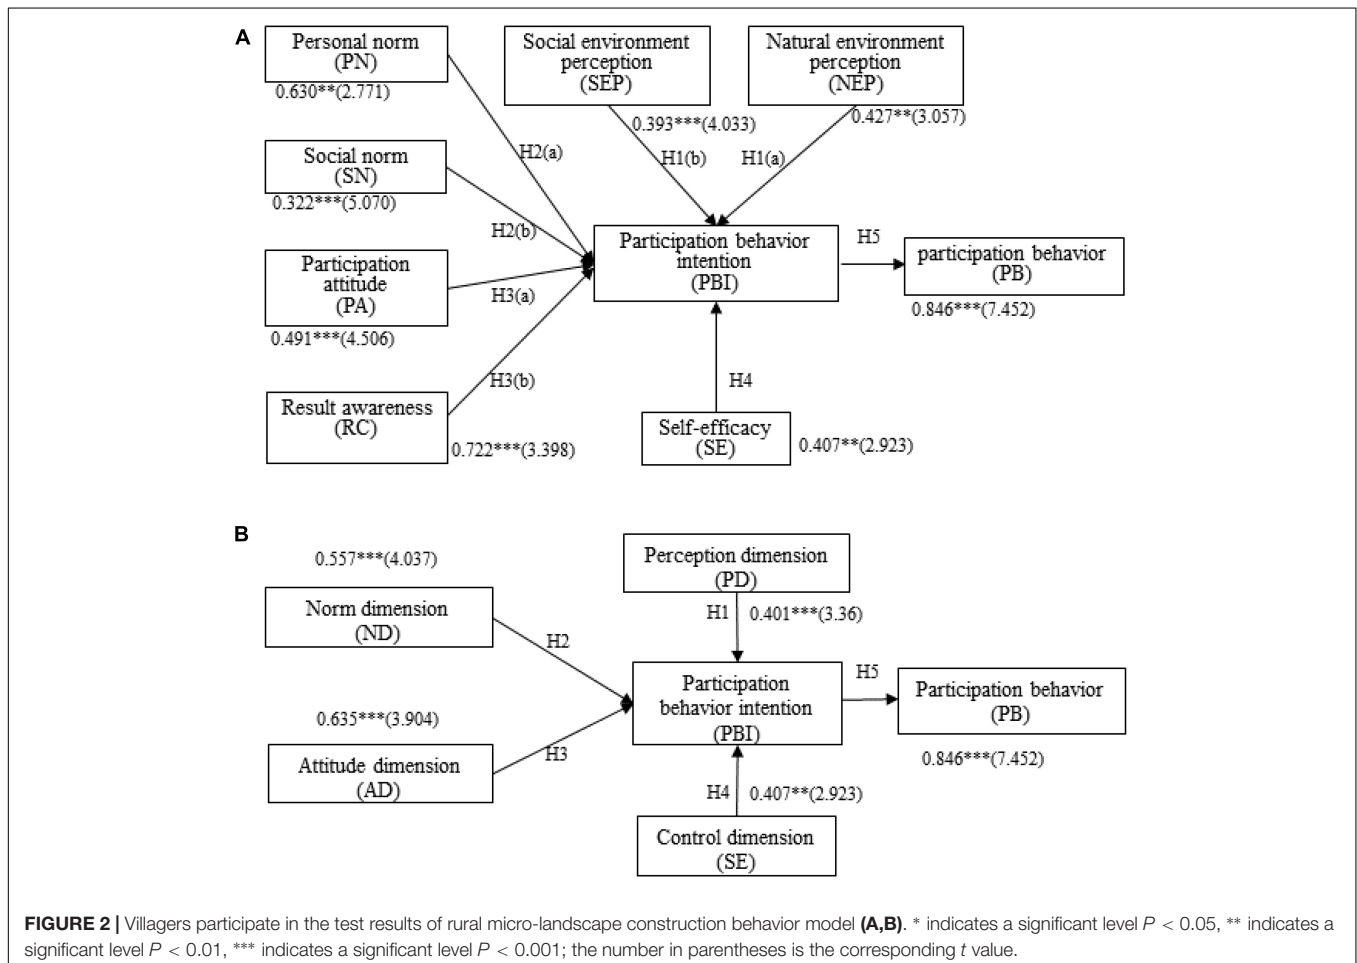 A
Personal norm
(PN)
0.630**(2.771)
Social environment
perception
(SEP)
0.393***(4.033)
Natural environment
perception
(NEP)
0.427**(3.057)
H2(a)
H1(b)
H1(a)
Social norm
(SN)
0.322***(5.070)
H2(b)
Participation
attitude
(PA)
0.491***(4.506)
H3(a)
Participation behavior
intention
(PBI)
H5
participation behavior
(PB)
0.846***(7.452)
H3(b)
H4
Result awareness
(RC)
0.722***(3.398)
Self-efficacy
(SE)
0.407**(2.923)
B
0.557***(4.037)
Norm dimension
(ND)
H2
Perception dimension
(PD)
H1
0.401***(3.36)
0.635***(3.904)
Attitude dimension
(AD)
H3
Participation
behavior intention
(PBI)
H5
Participation behavior
(PB)
0.846***(7.452)
H4
0.407**(2.923)
Control dimension
(SE)
FIGURE 2 | Villagers participate in the test results of rural micro-landscape construction behavior model (A,B). * indicates a significant level P < 0.05, ** indicates a
significant level P < 0.01, *** indicates a significant level P < 0.001; the number in parentheses is the corresponding t value.